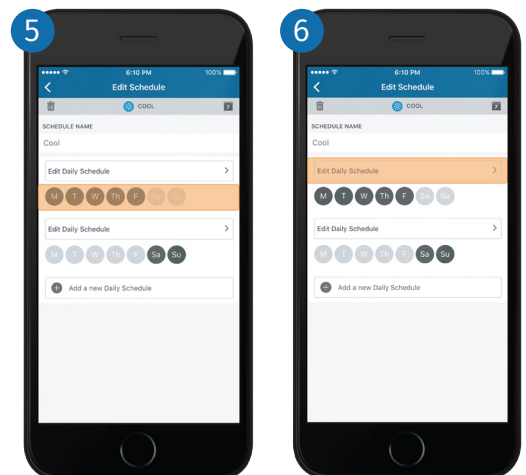 5
6:10 PM 100%
Edit Schedule
COOL 7
SCHEDULE NAME
Cool
Edit Daily Schedule
M T W Th F Sa Su
Edit Daily Schedule
M T W Th F Sa Su
Add a new Daily Schedule
6
6:10 PM 100%
Edit Schedule
COOL 7
SCHEDULE NAME
Cool
Edit Daily Schedule
M T W Th F Sa Su
Edit Daily Schedule
M T W Th F Sa Su
Add a new Daily Schedule